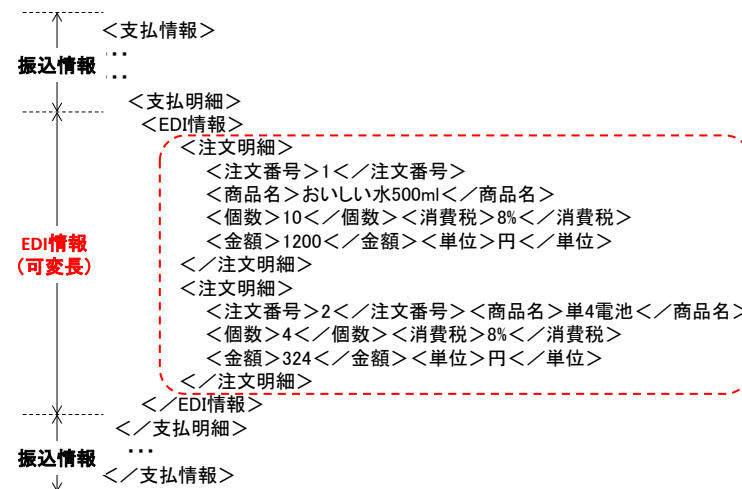 <支払情報>
振込情報
・・
・・
<支払明細>
<EDI情報>
<注文明細>
<注文番号>1<／注文番号>
<商品名>おいしい水500ml<／商品名>
<個数>10<／個数><消費税>8%<／消費税>
<金額>1200<／金額><単位>円<／単位>
<／注文明細>
<注文明細>
<注文番号>2<／注文番号><商品名>単4電池<／商品名>
<個数>4<／個数><消費税>8%<／消費税>
<金額>324<／金額><単位>円<／単位>
<／注文明細>
<／EDI情報>
EDI情報
（可変長）
<／支払明細>
振込情報
・・・
<／支払情報>